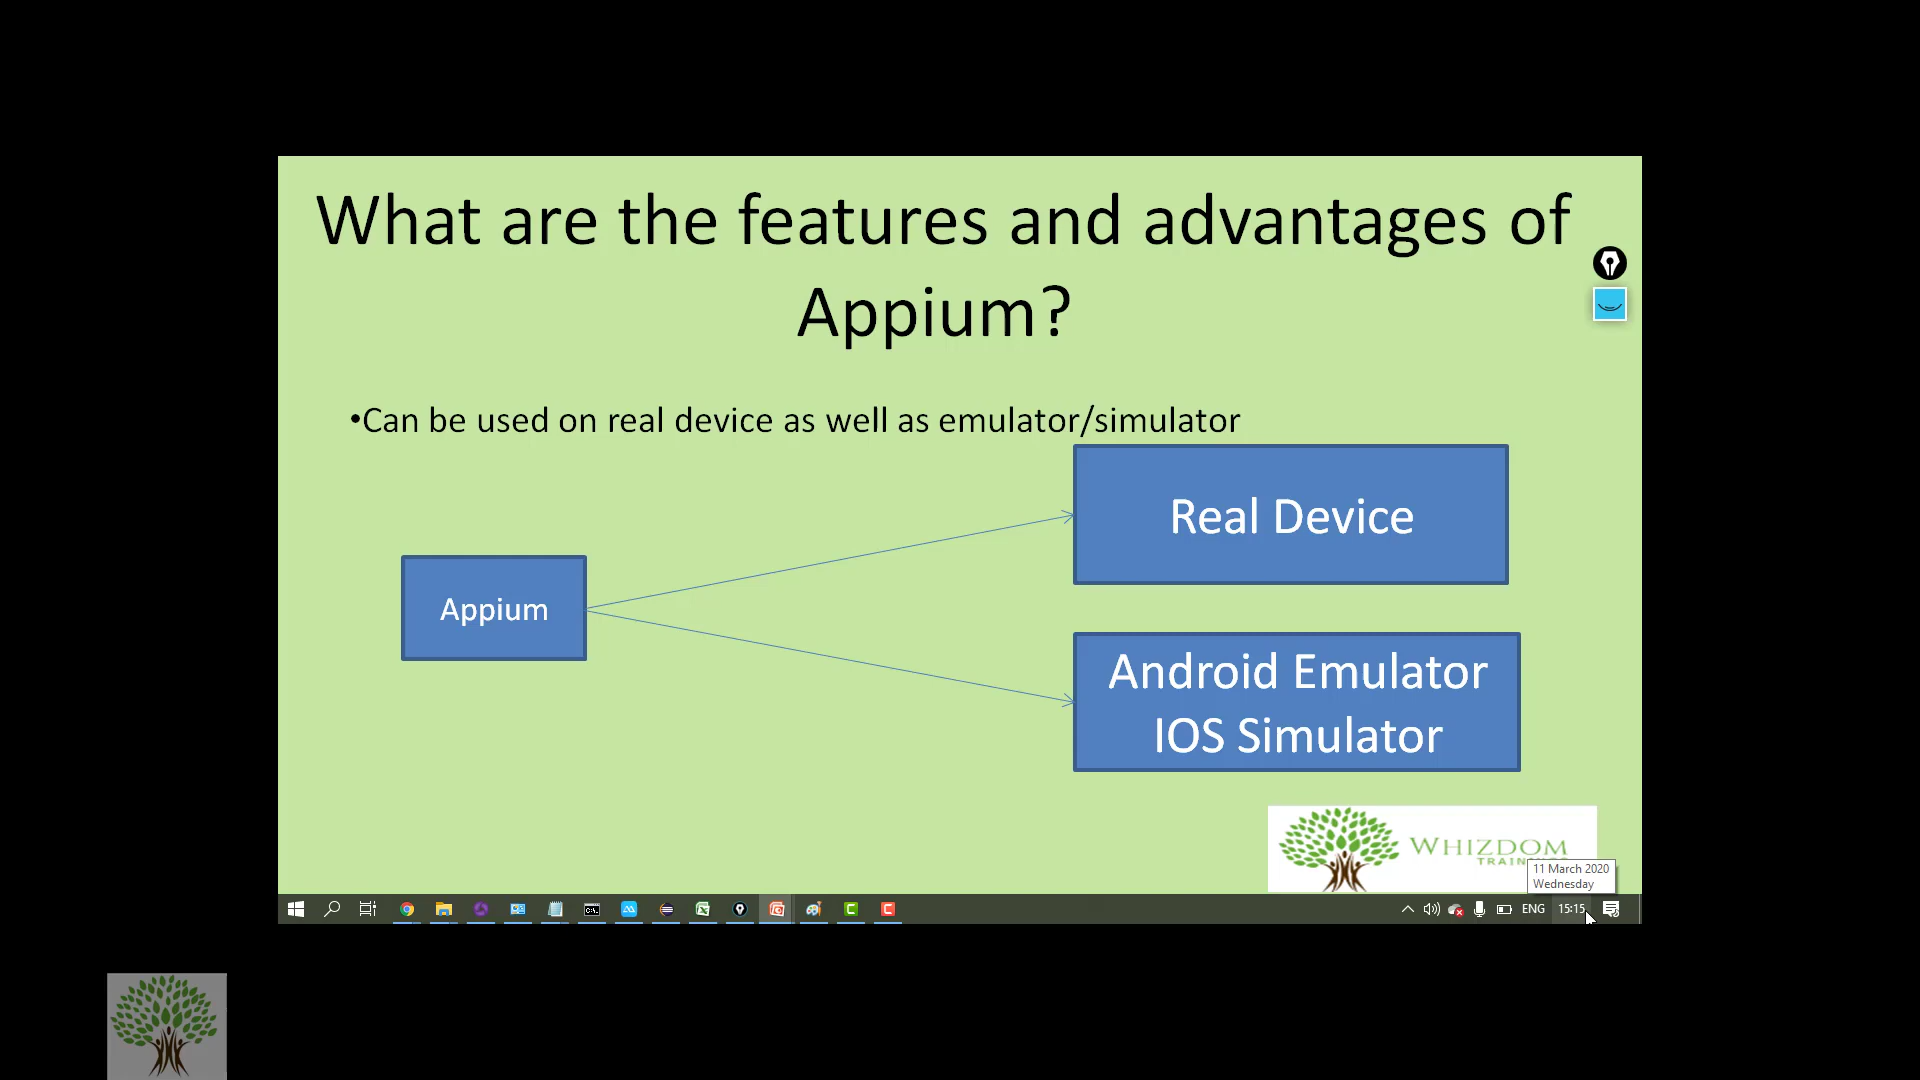 What are the features and advantages of
Appium?
•Can be used on real device as well as emulator/simulator
Real Device
Appium
Android Emulator
IOS Simulator
WHIZDOM
11 March 2020
Wednesday
ENG
15:15